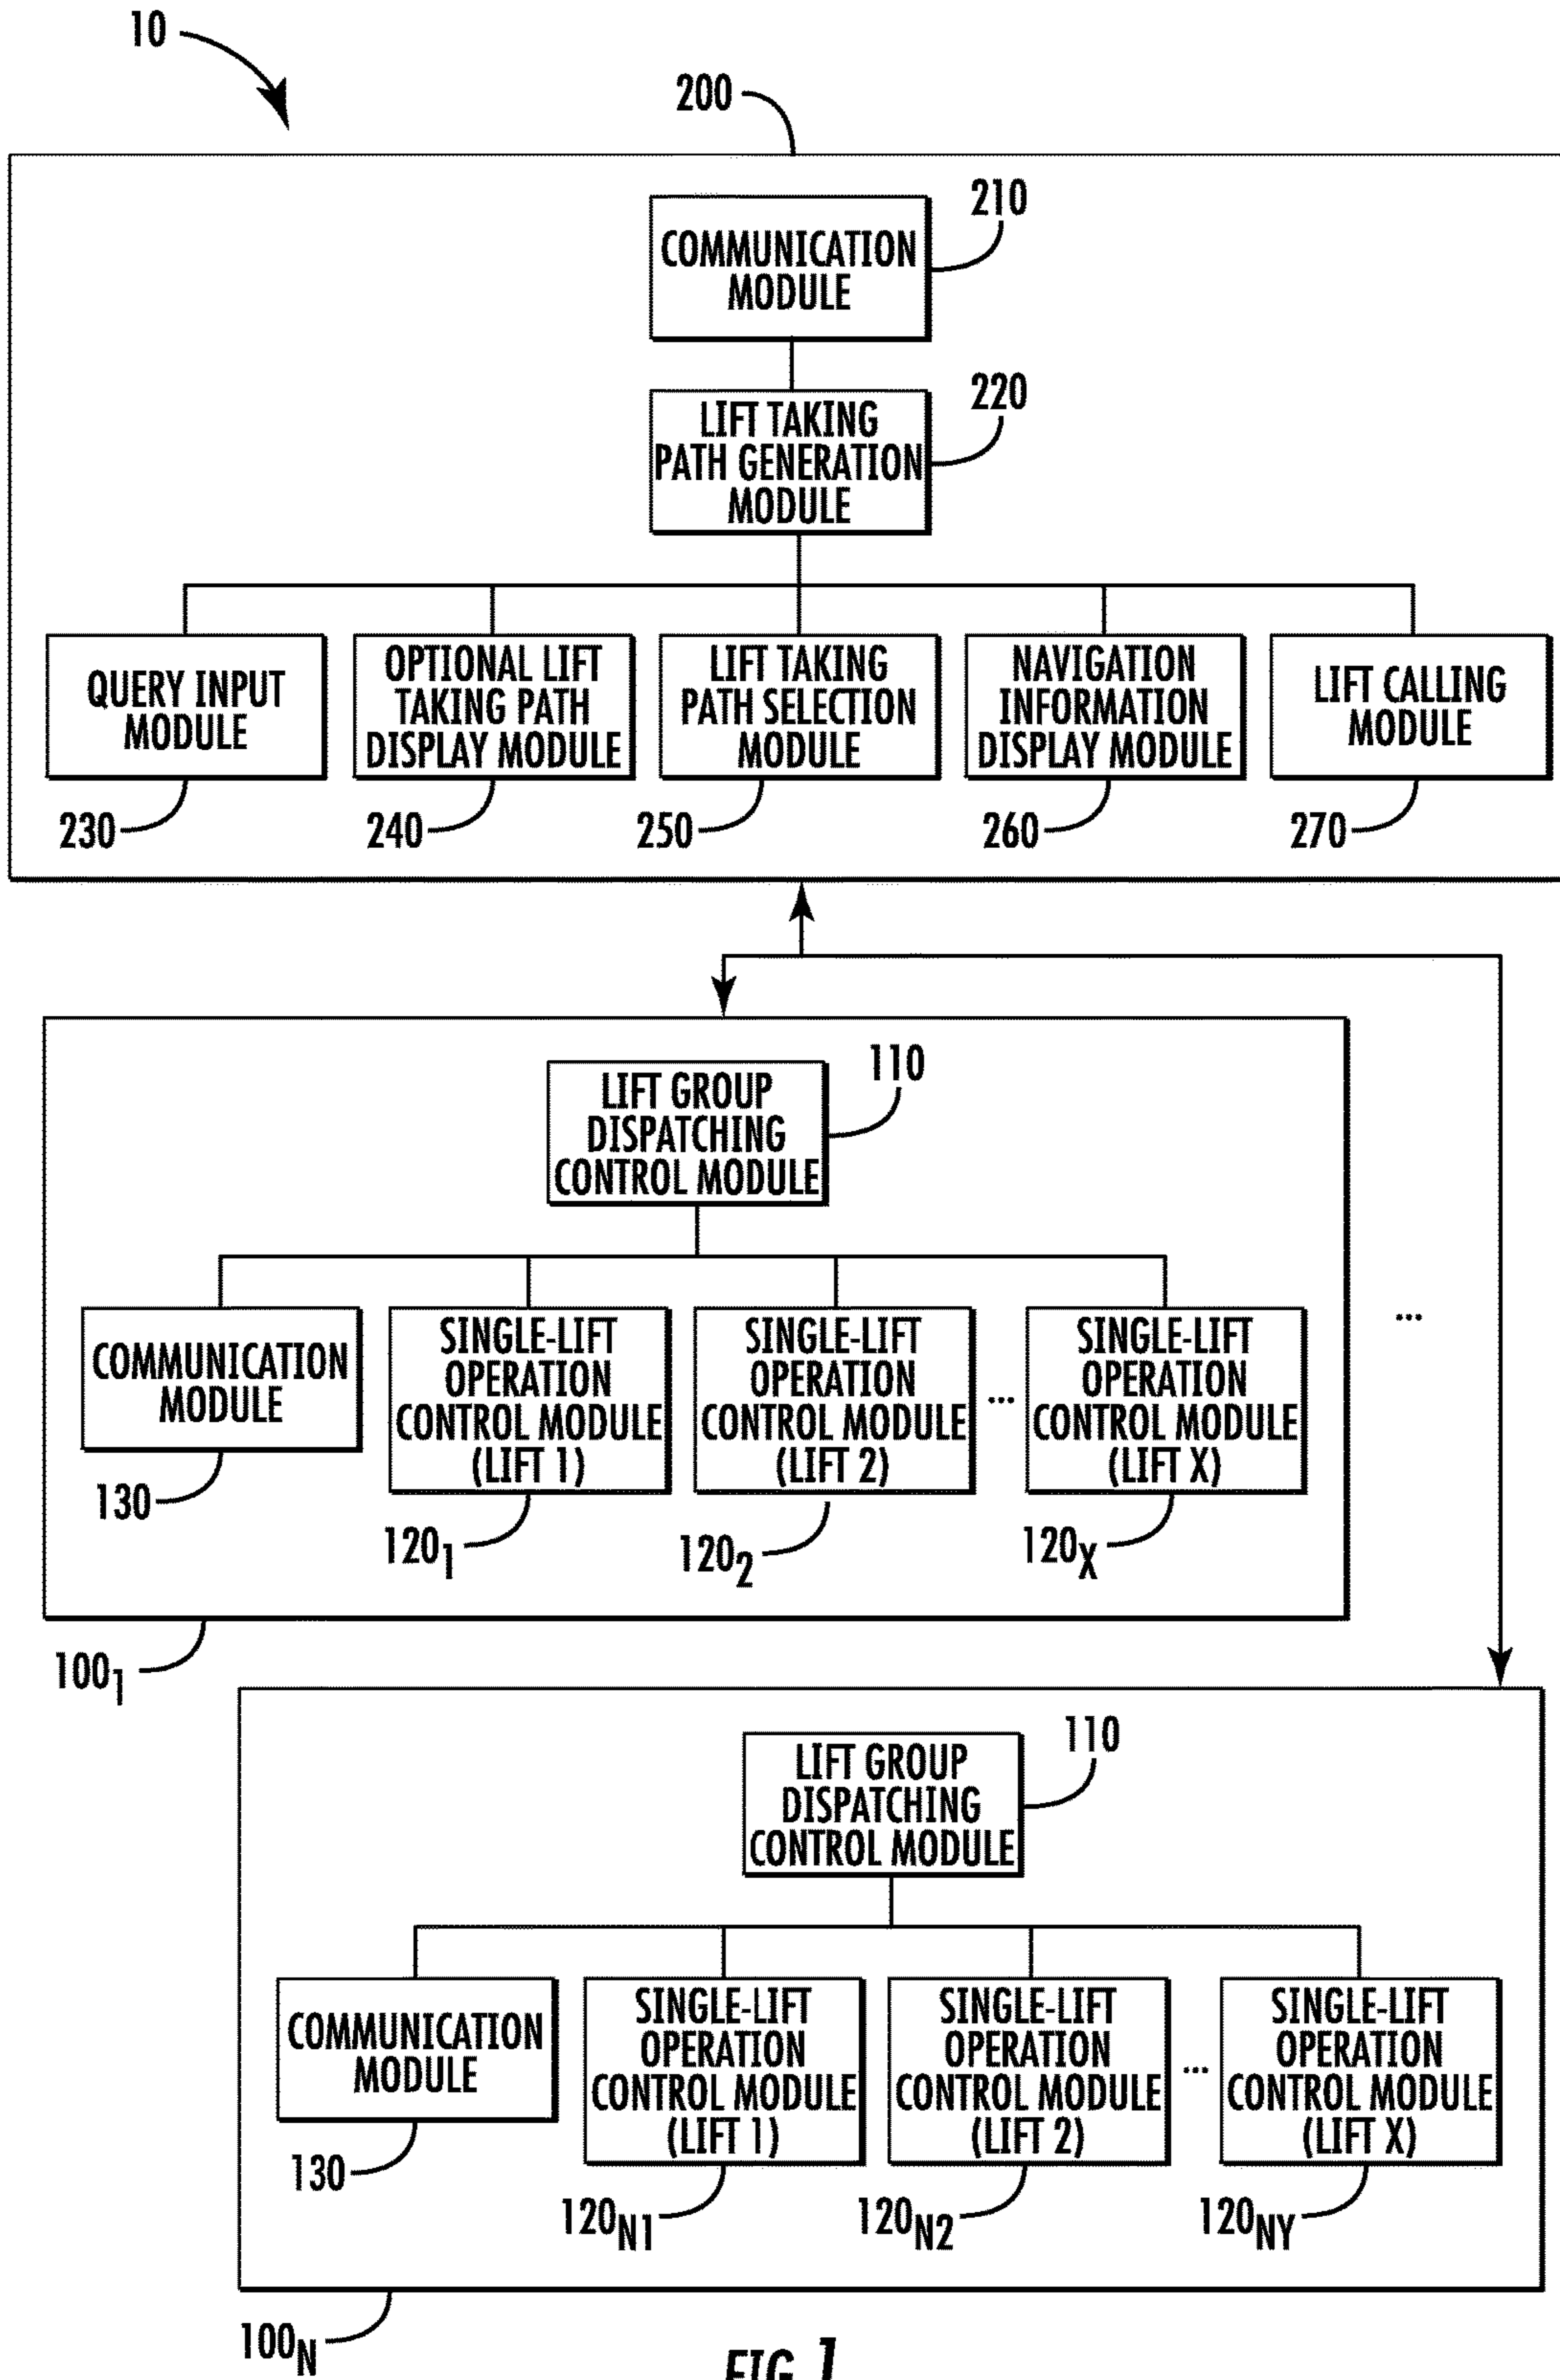 10
200
210
COMMUNICATION
MODULE
220
LIFT TAKING
PATH GENERATION
MODULE
QUERY INPUT
MODULE
OPTIONAL LIFT
TAKING PATH
DISPLAY MODULE
LIFT TAKING
PATH SELECTION
MODULE
NAVIGATION
INFORMATION
DISPLAY MODULE
LIFT CALLING
MODULE
230
240
250
260
270
110
LIFT GROUP
DISPATCHING
CONTROL MODULE
COMMUNICATION
MODULE
SINGLE-LIFT
OPERATION
CONTROL MODULE
(LIFT 1)
SINGLE-LIFT
OPERATION
CONTROL MODULE
(LIFT 2)
...
SINGLE-LIFT
OPERATION
CONTROL MODULE
(LIFT X)
...
130
120₁
120₂
120X
100₁
110
LIFT GROUP
DISPATCHING
CONTROL MODULE
COMMUNICATION
MODULE
SINGLE-LIFT
OPERATION
CONTROL MODULE
(LIFT 1)
SINGLE-LIFT
OPERATION
CONTROL MODULE
(LIFT 2)
...
SINGLE-LIFT
OPERATION
CONTROL MODULE
(LIFT X)
130
120N1
120N2
120NY
100N
FIG. 1